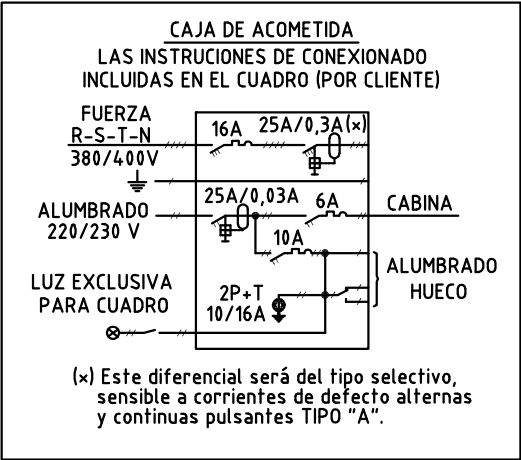 CAJA DE ACOMETIDA
LAS INSTRUCIONES DE CONEXIONADO
INCLUIDAS EN EL CUADRO (POR CLIENTE)
FUERZA
R-S-T-N
380/400V
16A
25A/0,3A(x)
ALUMBRADO
220/230 V
25A/0,03A
6A
CABINA
10A
ALUMBRADO
HUECO
LUZ EXCLUSIVA
PARA CUADRO
2P+T
10/16A
(x) Este diferencial será del tipo selectivo,
sensible a corrientes de defecto alternas
y continuas pulsantes TIPO "A".